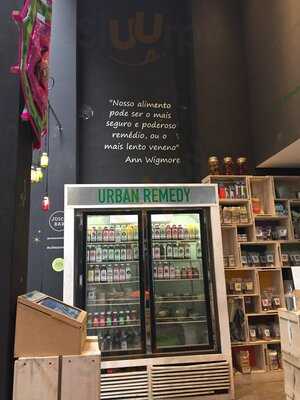 "Nosso alimento
pode ser o mais
seguro e poderoso
remédio, ou o
mais lento veneno"
Ann Wigmore
URBAN REMEDY